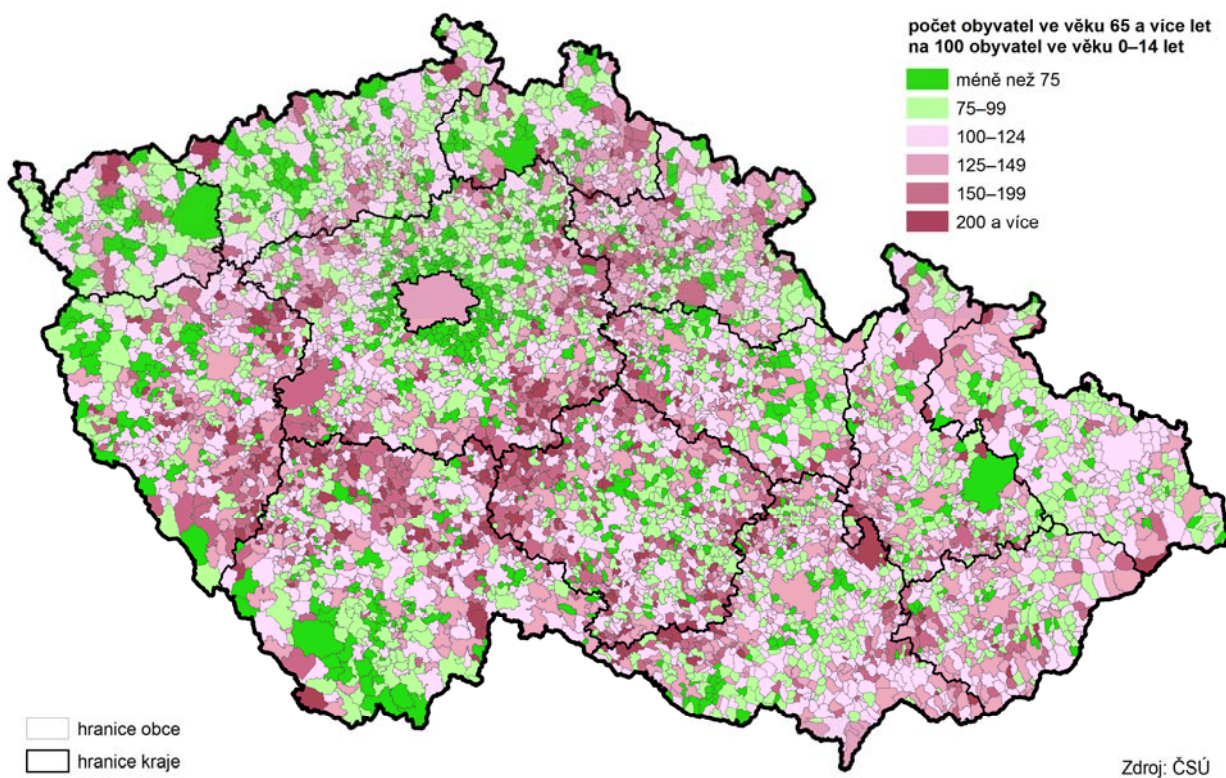 počet obyvatel ve věku 65 a více let
na 100 obyvatel ve věku 0–14 let
méně než 75
75–99
100–124
125–149
150–199
200 a více
hranice obce
hranice kraje
Zdroj: ČSÚ